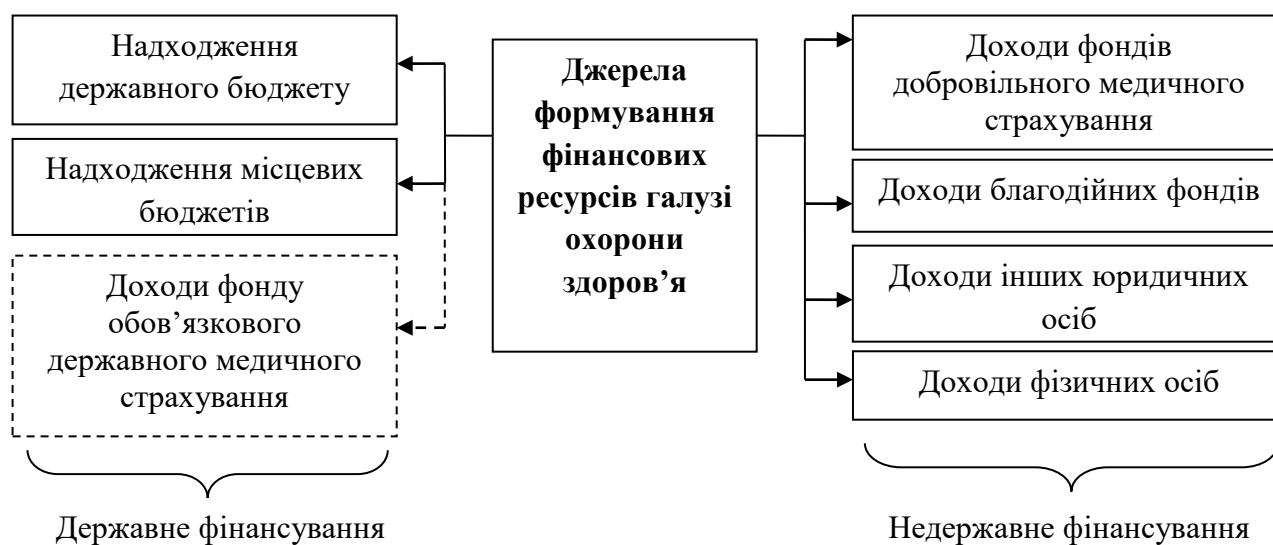 Надходження
державного бюджету
Надходження місцевих
бюджетів
Доходи фонду
обов’язкового
державного медичного
страхування
Державне фінансування
Джерела
формування
фінансових
ресурсів галузі
охорони
здоров’я
Доходи фондів
добровільного медичного
страхування
Доходи благодійних фондів
Доходи інших юридичних
осіб
Доходи фізичних осіб
Недержавне фінансування